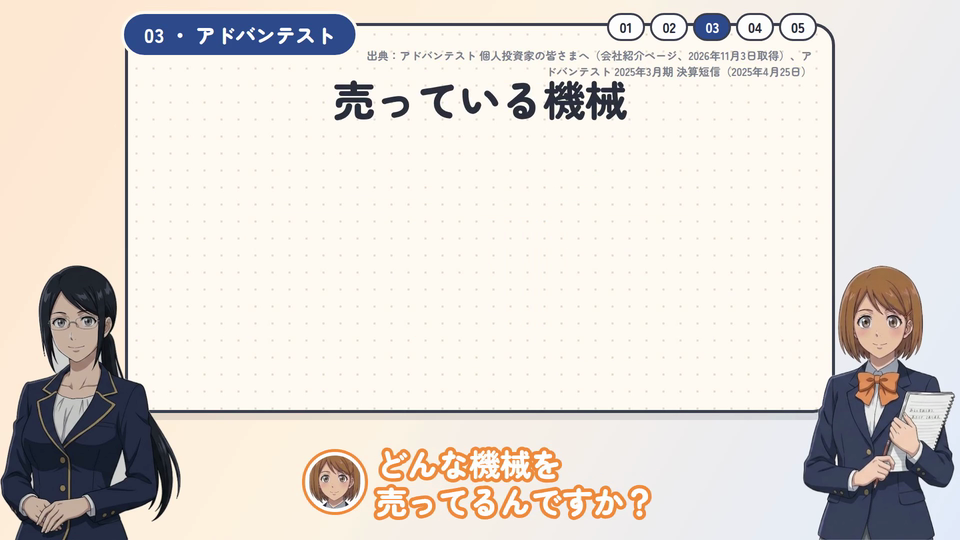 03 ・ アドバンテスト
01 02 03 04 05
出典：アドバンテスト 個人投資家の皆さまへ（会社紹介ページ、2026年11月3日取得）、ア
ドバンテスト 2025年3月期 決算短信（2025年4月25日）
売っている機械
どんな機械を
売ってるんですか？